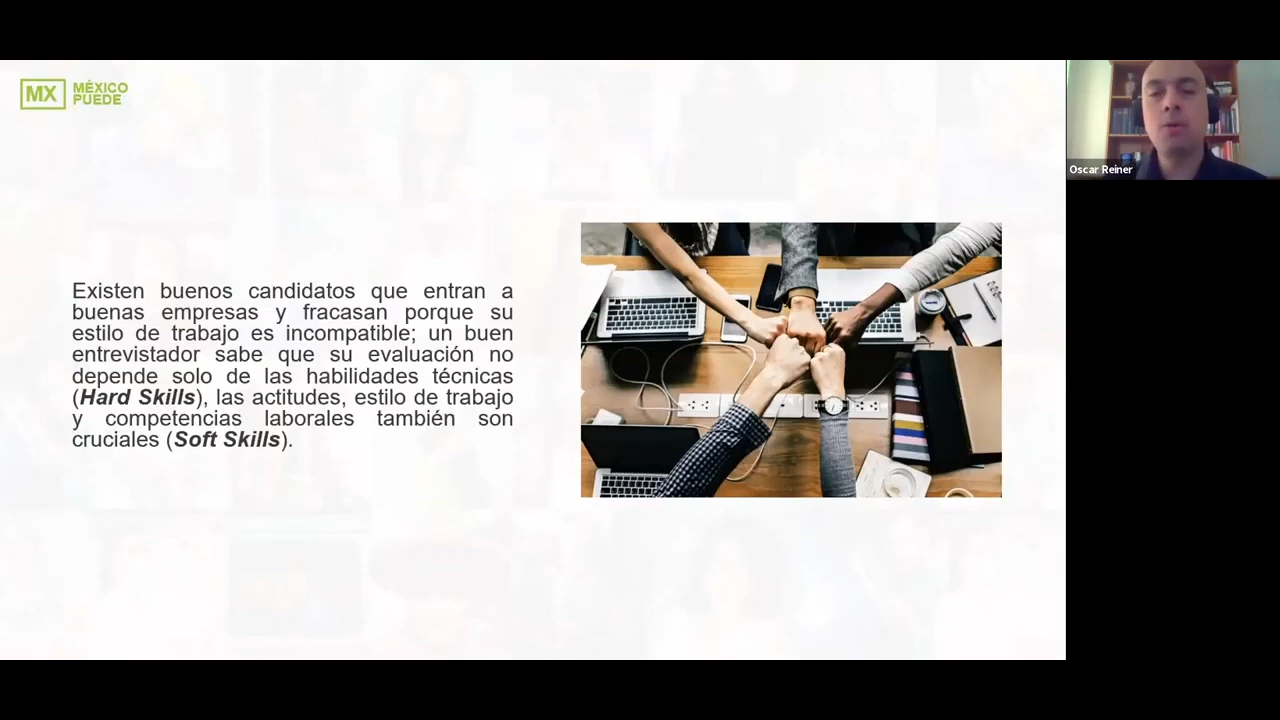 MX MÉXICO
PUEDE
Oscar Reiner
Existen buenos candidatos que entran a
buenas empresas y fracasan porque su
estilo de trabajo es incompatible; un buen
entrevistador sabe que su evaluación no
depende solo de las habilidades técnicas
(Hard Skills), las actitudes, estilo de trabajo
y competencias laborales también son
cruciales (Soft Skills).